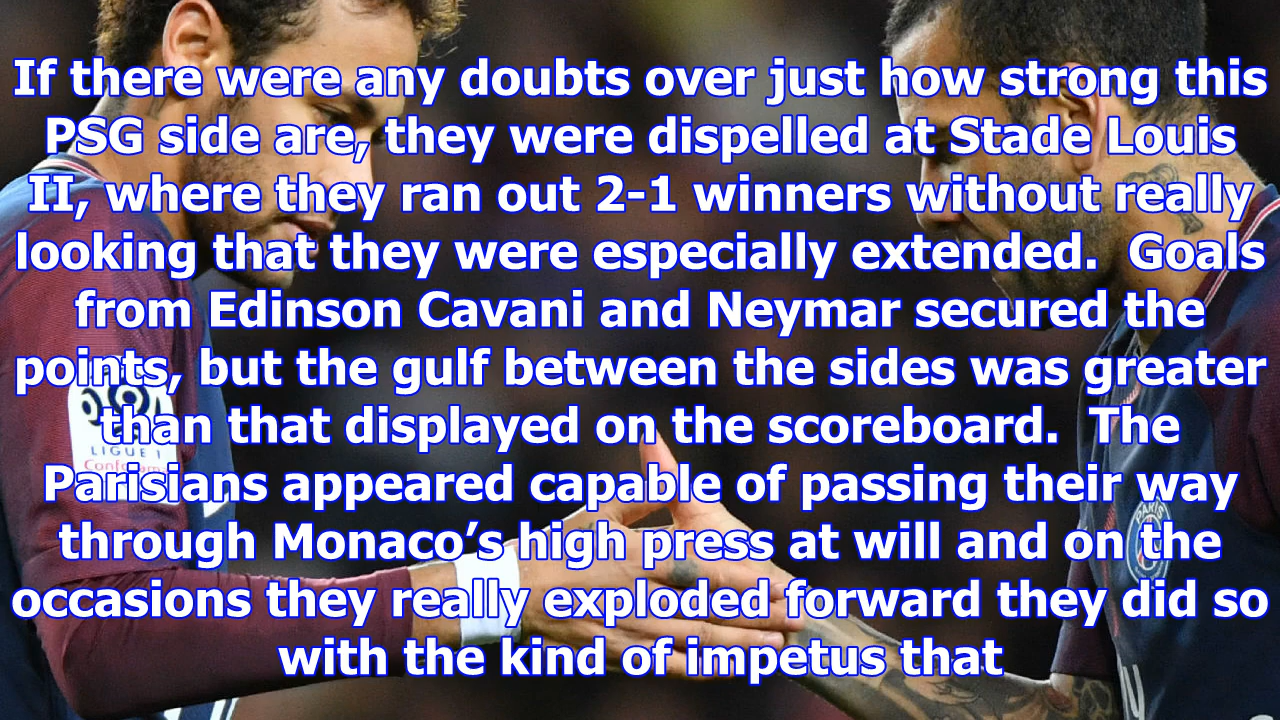 If there were any doubts over just how strong this
PSG side are, they were dispelled at Stade Louis
II, where they ran out 2-1 winners without really
looking that they were especially extended.  Goals
from Edinson Cavani and Neymar secured the
points, but the gulf between the sides was greater
than that displayed on the scoreboard.  The
Parisians appeared capable of passing their way
through Monaco’s high press at will and on the
occasions they really exploded forward they did so
with the kind of impetus that
LIGUE 1
PARIS